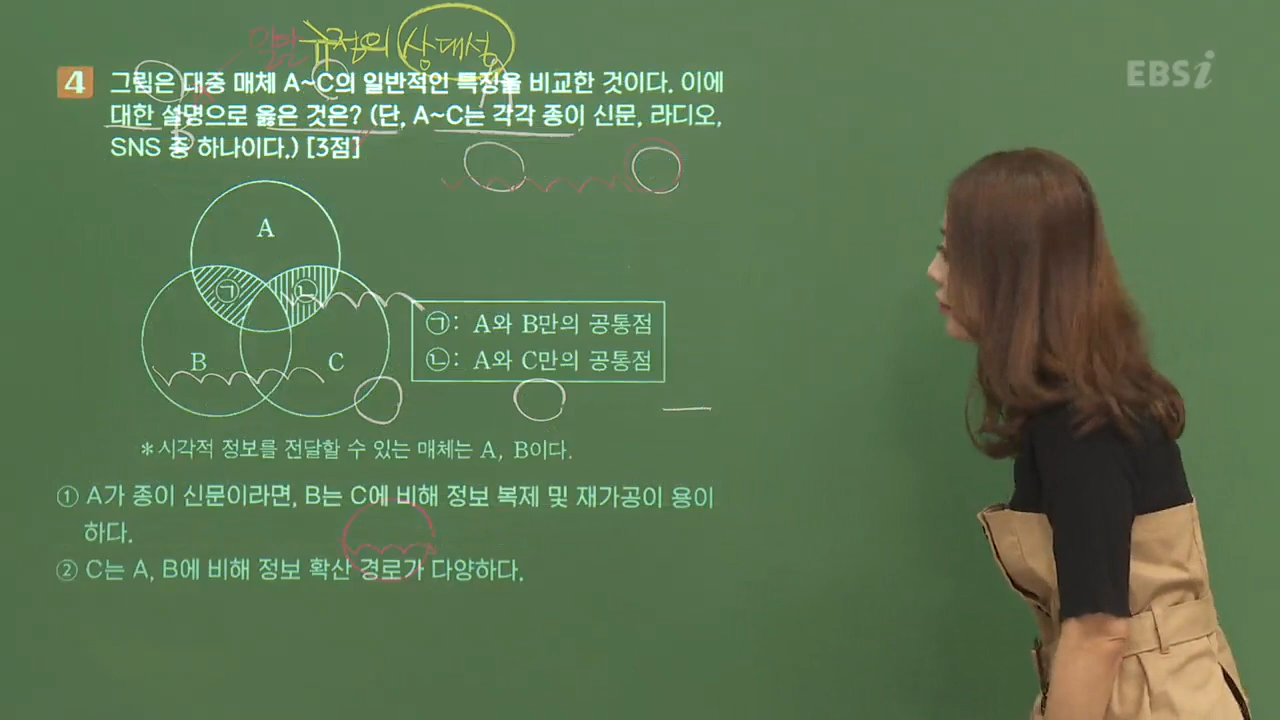 일탈 규정의 상대성
EBSi
4 그림은 대중 매체 A~C의 일반적인 특징을 비교한 것이다. 이에
대한 설명으로 옳은 것은? (단, A~C는 각각 종이 신문, 라디오,
SNS 중 하나이다.) [3점]
A
㉠ ㉡
B C
㉠: A와 B만의 공통점
㉡: A와 C만의 공통점
*시각적 정보를 전달할 수 있는 매체는 A, B이다.
① A가 종이 신문이라면, B는 C에 비해 정보 복제 및 재가공이 용이
하다.
② C는 A, B에 비해 정보 확산 경로가 다양하다.